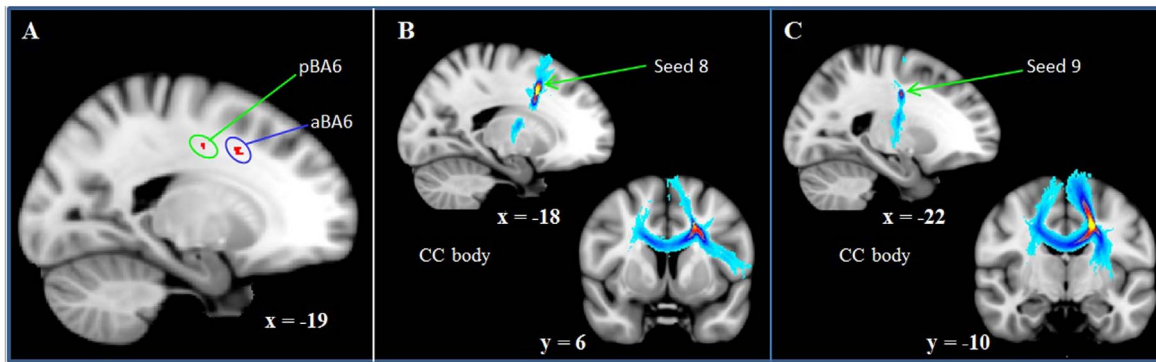 A
pBA6
aBA6
x = -19
B
Seed 8
x = -18
CC body
y = 6
C
Seed 9
x = -22
CC body
y = -10